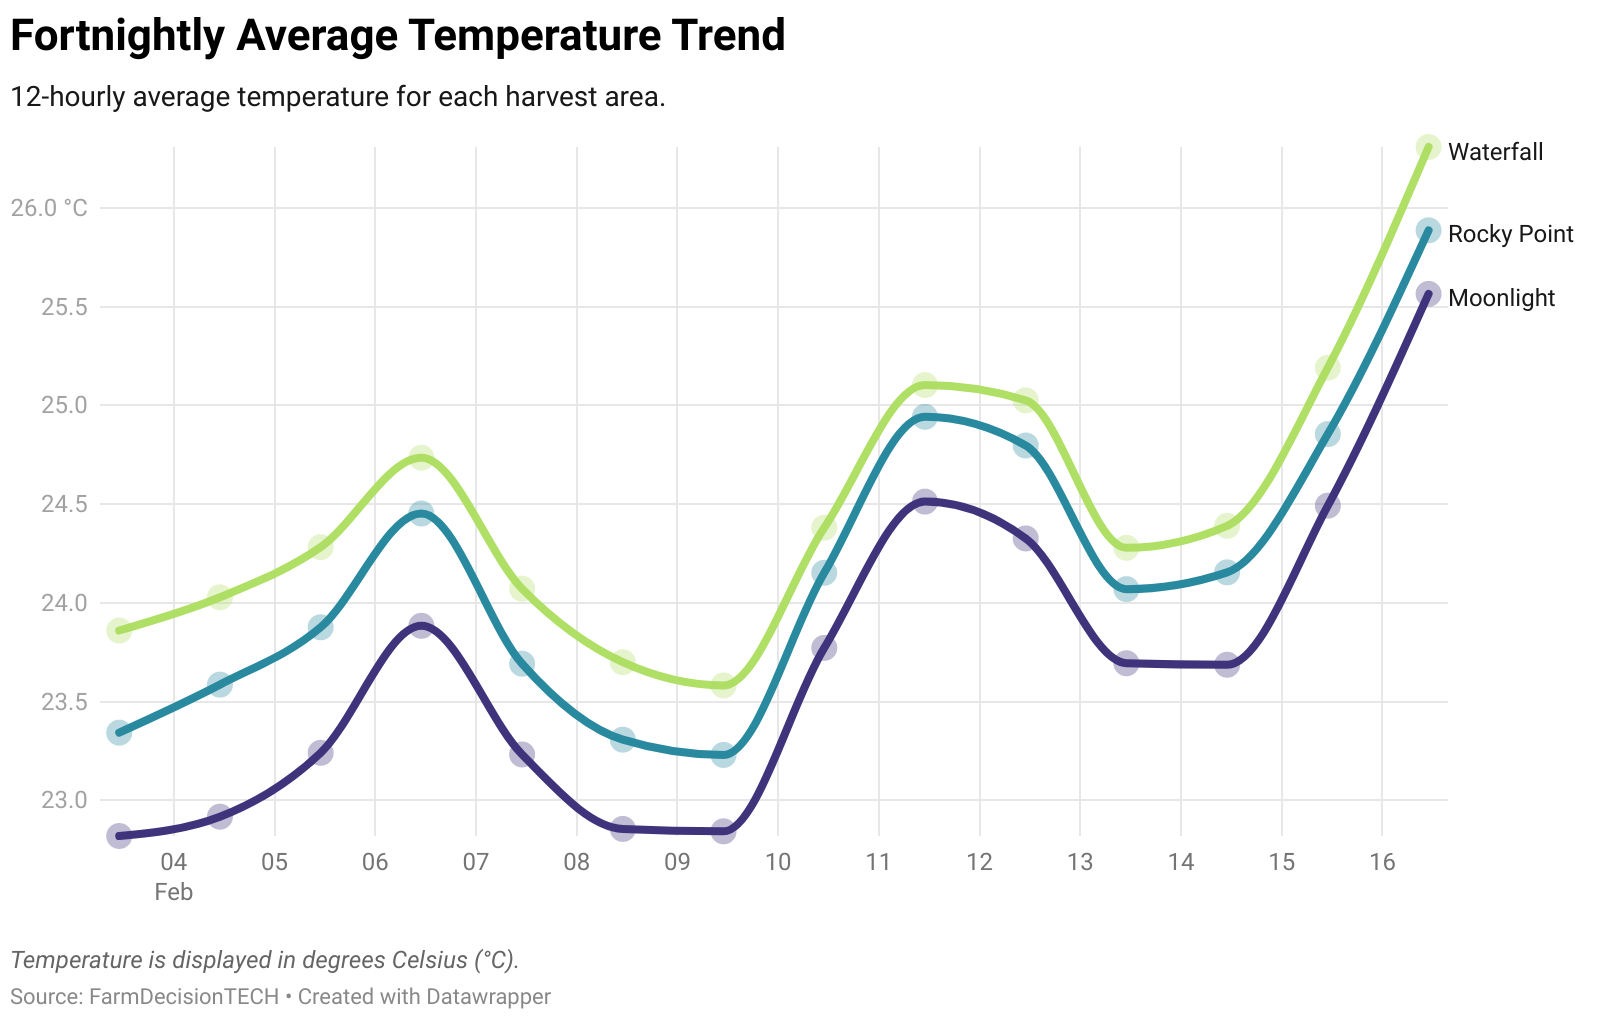 Fortnightly Average Temperature Trend
12-hourly average temperature for each harvest area.
Waterfall
26.0 °C
Rocky Point
25.5
Moonlight
25.0
24.5
24.0
23.5
23.0
04 05 06 07 08 09 10 11 12 13 14 15 16
Feb
Temperature is displayed in degrees Celsius (°C).
Source: FarmDecisionTECH • Created with Datawrapper